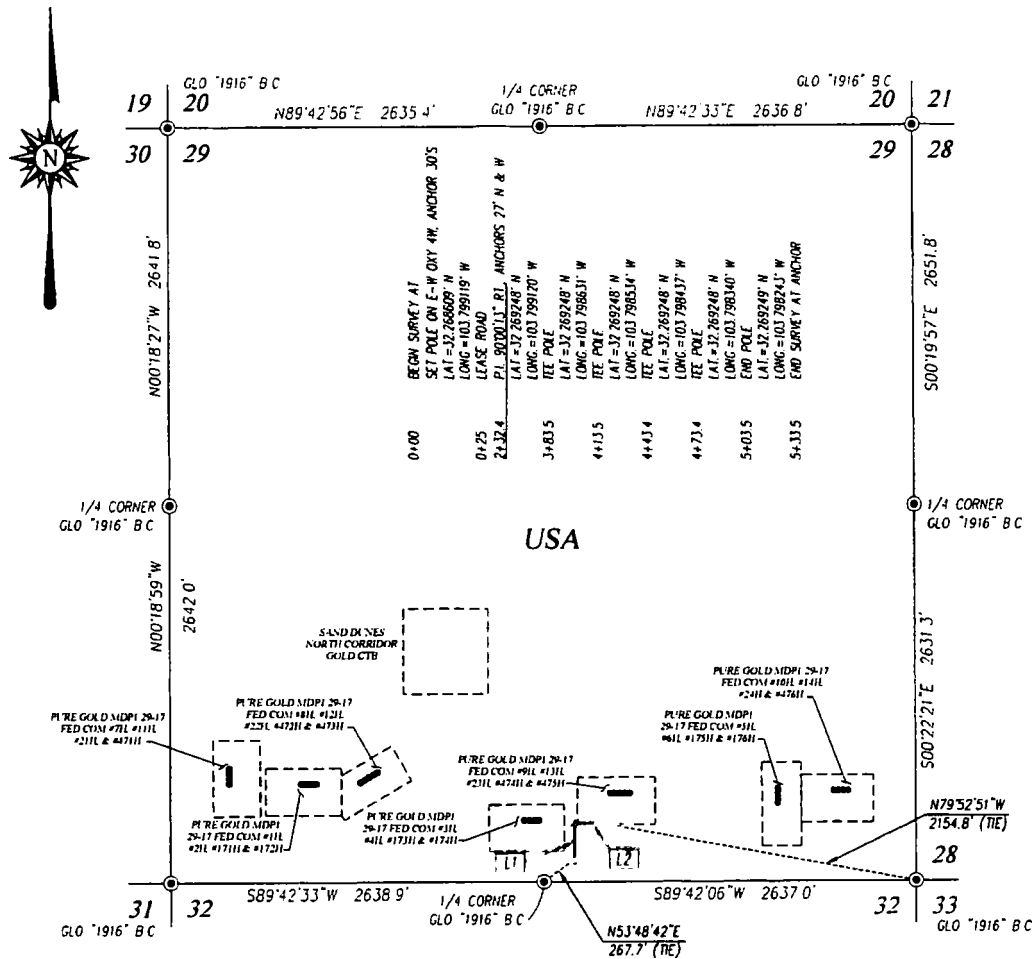 GLO "1916" B C
19 20
N89°42'56"E 2635 4'
1/4 CORNER
GLO "1916" B C
N89°42'33"E 2636 8'
GLO "1916" B C
20 21
30 29
29 28
N
N00°18'27"W 2641 8'
S00°19'57"E 2651.8'
0+00 BEGIN SURVEY AT
SET POLE ON E-W OXY 4W, ANCHOR 30'S
LAT =32.268609° N
LONG =103 799119° W
0+25 LEASE ROAD
2+32.4 P.I. 90°00'13" RT. ANCHORS 27' N & W
LAT =32 269248° N
LONG.=103 799120° W
3+83 5 TEE POLE
LAT =32 269248° N
LONG =103 798631° W
4+13 5 TEE POLE
LAT =32 269248° N
LONG.=103 798534° W
4+43 4 TEE POLE
LAT =32 269248° N
LONG =103 798437° W
4+73 4 TEE POLE
LAT.=32 269248° N
LONG =103 798340° W
5+03 5 END POLE
LAT.=32 269249° N
LONG =103 798243° W
5+33 5 END SURVEY AT ANCHOR
1/4 CORNER
GLO "1916" B C
1/4 CORNER
GLO "1916" B C
USA
N00°18'59"W
2642 0'
S00°22'21"E 2631 3'
SAND DUNES
NORTH CORRIDOR
GOLD CTB
PURE GOLD MDP1 29-17
FED COM #7H #11H
#21H & #471H
PURE GOLD MDP1 29-17
FED COM #8H #12H
#22H #472H & #473H
PURE GOLD MDP1
29-17 FED COM #1H
#2H #171H & #172H
PURE GOLD MDP1
29-17 FED COM #3H
#4H #173H & #174H
PURE GOLD MDP1 29-17
FED COM #9H #13H
#23H #474H & #475H
PURE GOLD MDP1
29-17 FED COM #5H
#6H #175H & #176H
PURE GOLD MDP1 29-17
FED COM #10H #14H
#24H & #476H
N79°52'51"W
2154.8' (TIE)
L1
L2
28
31 32
GLO "1916" B C
S89°42'33"W 2638 9'
1/4 CORNER
GLO "1916" B C
S89°42'06"W 2637 0'
32 33
GLO "1916" B C
N53°48'42"E
267.7' (TIE)